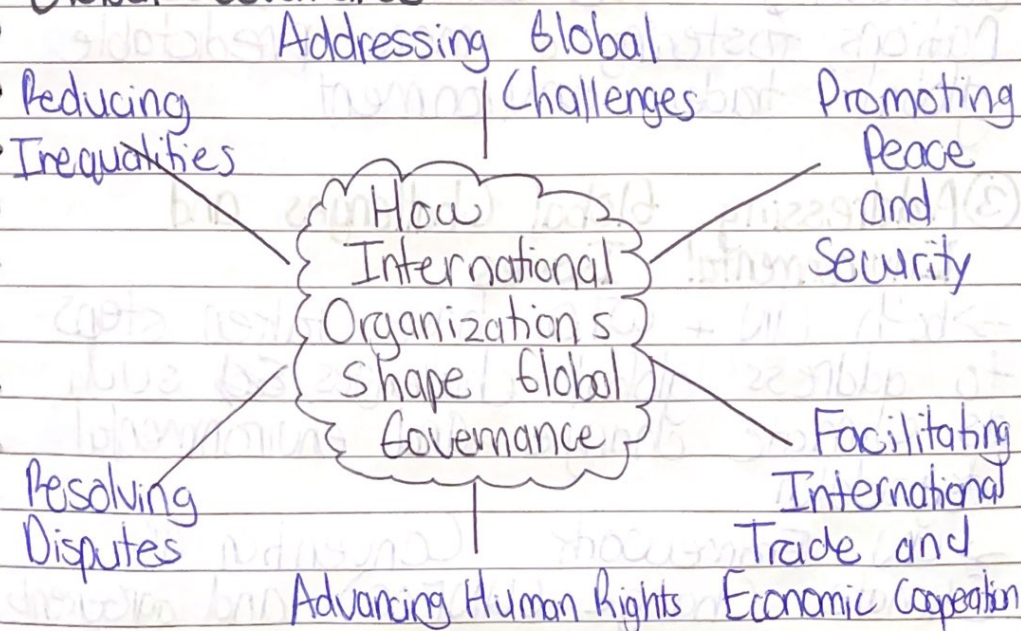 Addressing Global
Challenges
Reducing
Inequalities
Promoting
Peace
and
Security
How
International
Organizations
shape Global
Governance
Resolving
Disputes
Facilitating
International
Trade and
Economic Cooperation
Advancing Human Rights